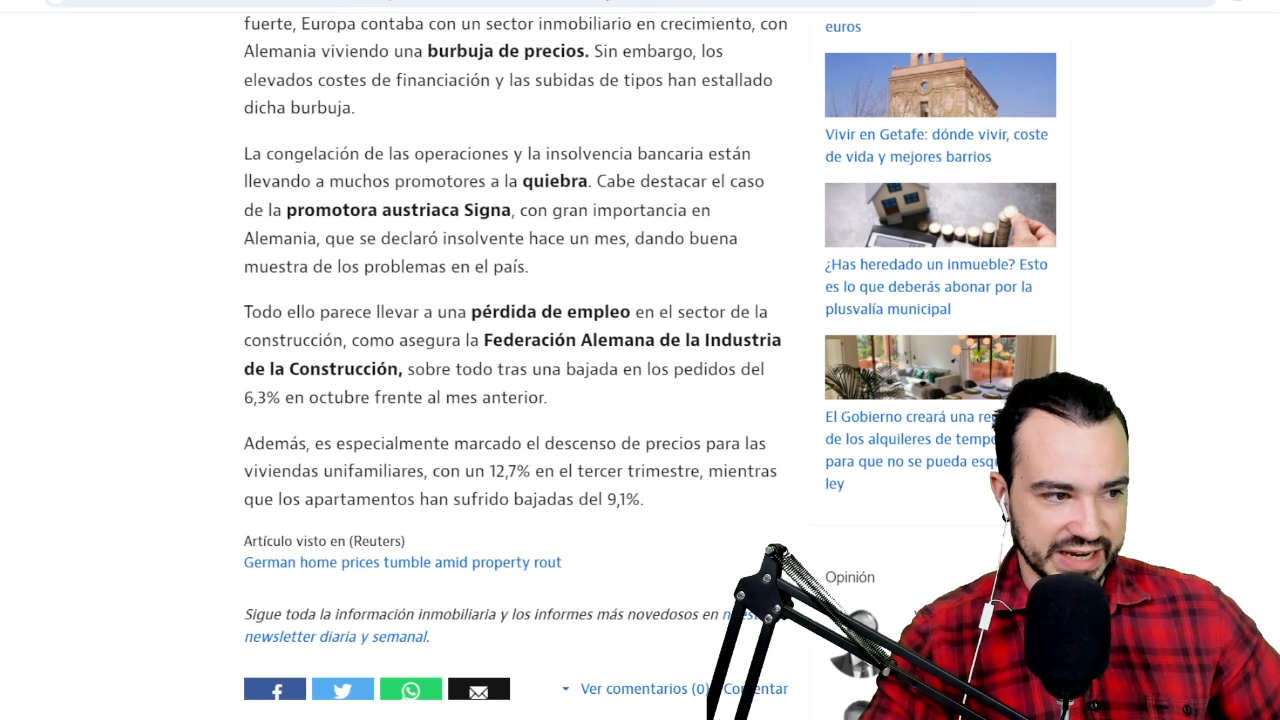 fuerte, Europa contaba con un sector inmobiliario en crecimiento, con
Alemania viviendo una burbuja de precios. Sin embargo, los
elevados costes de financiación y las subidas de tipos han estallado
dicha burbuja.
La congelación de las operaciones y la insolvencia bancaria están
llevando a muchos promotores a la quiebra. Cabe destacar el caso
de la promotora austriaca Signa, con gran importancia en
Alemania, que se declaró insolvente hace un mes, dando buena
muestra de los problemas en el país.
Todo ello parece llevar a una pérdida de empleo en el sector de la
construcción, como asegura la Federación Alemana de la Industria
de la Construcción, sobre todo tras una bajada en los pedidos del
6,3% en octubre frente al mes anterior.
Además, es especialmente marcado el descenso de precios para las
viviendas unifamiliares, con un 12,7% en el tercer trimestre, mientras
que los apartamentos han sufrido bajadas del 9,1%.
Artículo visto en (Reuters)
German home prices tumble amid property rout
Sigue toda la información inmobiliaria y los informes más novedosos en
newsletter diaria y semanal.
Ver comentarios (0) Comentar
euros
Vivir en Getafe: dónde vivir, coste
de vida y mejores barrios
¿Has heredado un inmueble? Esto
es lo que deberás abonar por la
plusvalía municipal
El Gobierno creará una
de los alquileres de
para que no se pueda
ley
Opinión